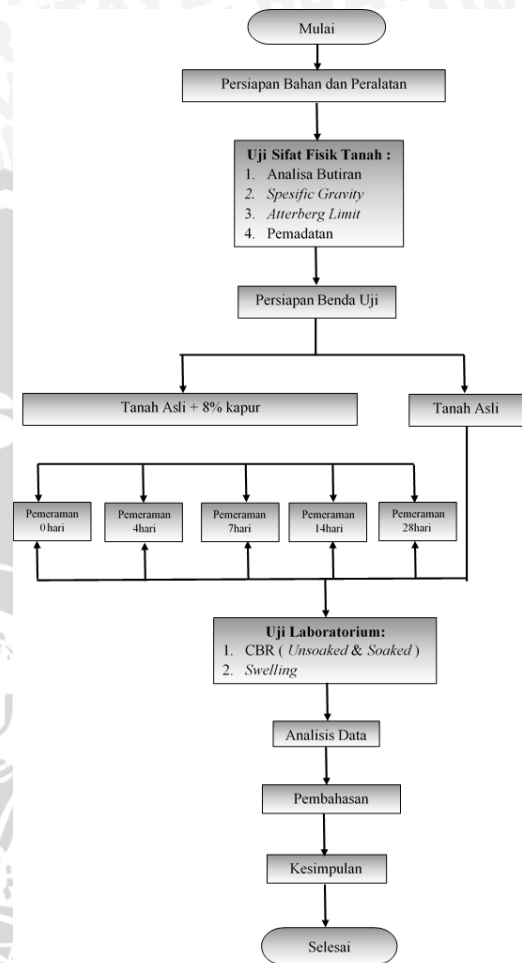 Mulai
Persiapan Bahan dan Peralatan
Uji Sifat Fisik Tanah :
1. Analisa Butiran
2. Spesific Gravity
3. Atterberg Limit
4. Pemadatan
Persiapan Benda Uji
Tanah Asli + 8% kapur
Tanah Asli
Pemeraman
0 hari
Pemeraman
4hari
Pemeraman
7hari
Pemeraman
14hari
Pemeraman
28hari
Uji Laboratorium:
1. CBR ( Unsoaked & Soaked )
2. Swelling
Analisis Data
Pembahasan
Kesimpulan
Selesai